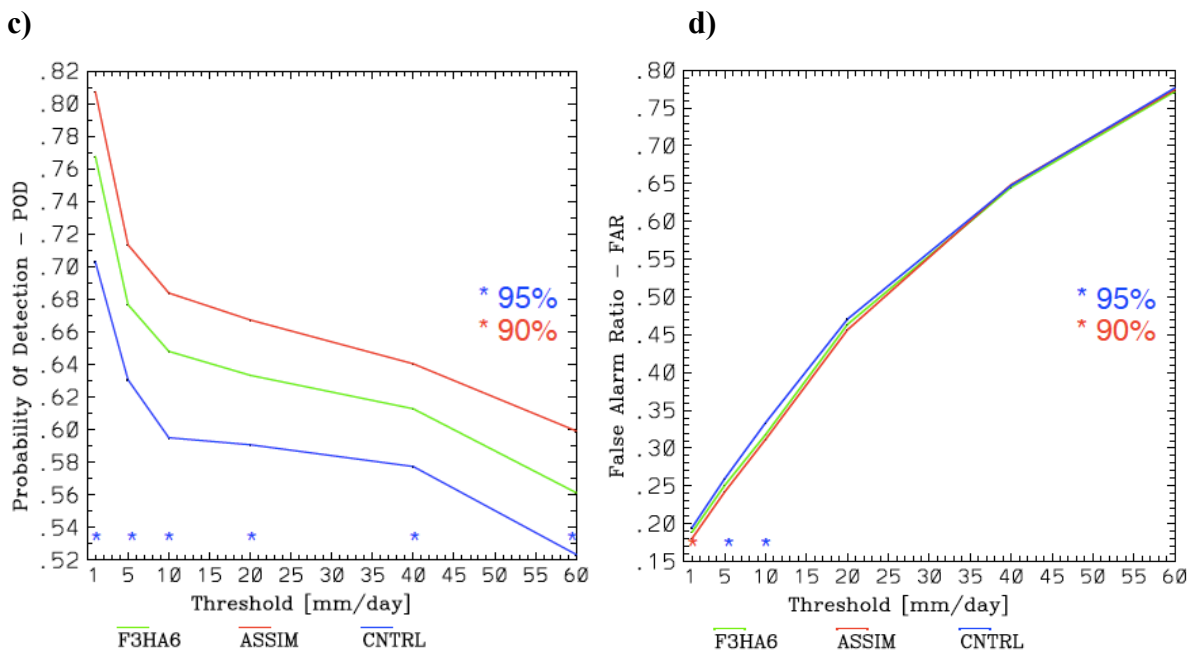 c)
d)
.82
.80
.78
.76
.74
.72
.70
.68
.66
.64
.62
.60
.58
.56
.54
.52
Probability Of Detection – POD
* 95%
* 90%
* * * * * *
1 5 10 15 20 25 30 35 40 45 50 55 60
Threshold [mm/day]
F3HA6 ASSIM CNTRL
.80
.75
.70
.65
.60
.55
.50
.45
.40
.35
.30
.25
.20
.15
False Alarm Ratio – FAR
* 95%
* 90%
* * *
1 5 10 15 20 25 30 35 40 45 50 55 60
Threshold [mm/day]
F3HA6 ASSIM CNTRL